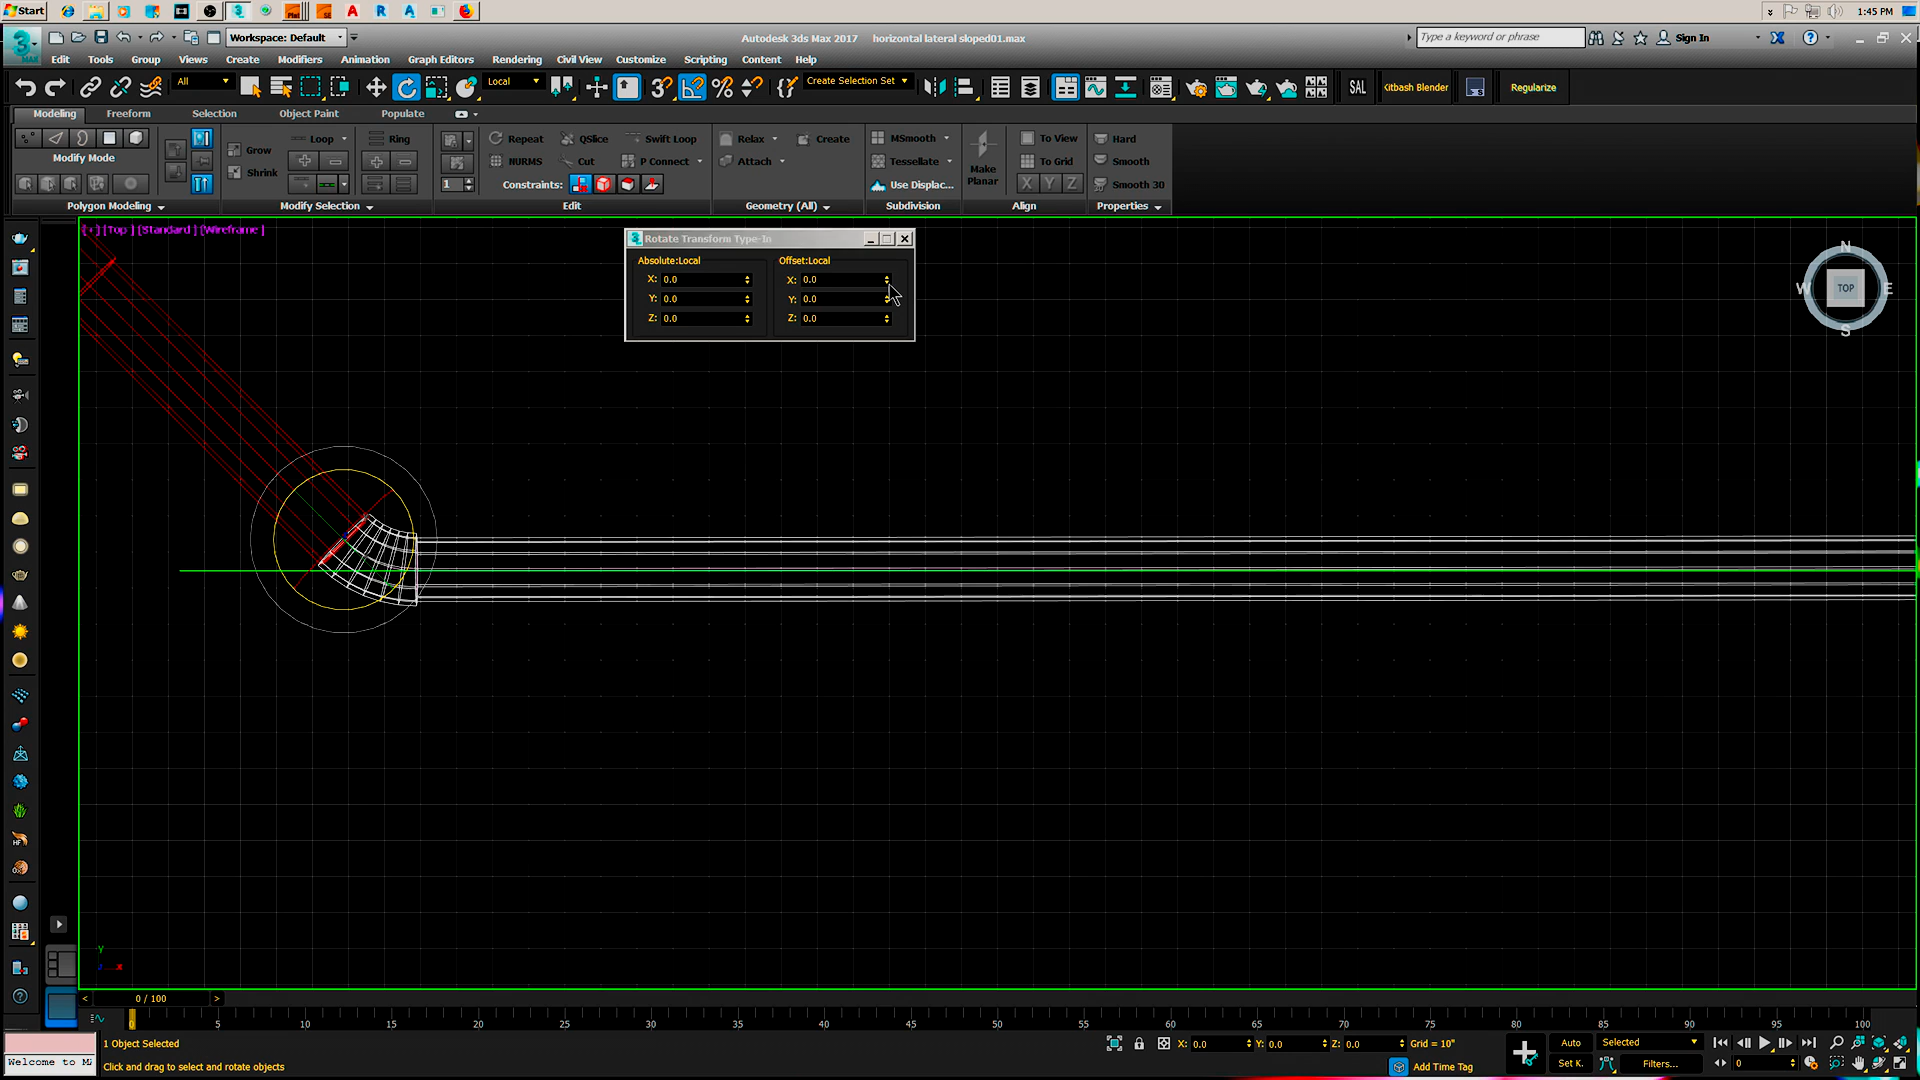 Start
1:45 PM
Workspace: Default
Autodesk 3ds Max 2017   horizontal lateral sloped01.max
Type a keyword or phrase
Sign In
MAX
Edit Tools Group Views Create Modifiers Animation Graph Editors Rendering Civil View Customize Scripting Content Help
All
Local
Create Selection Set
SAL
Kitbash Blender
Regularize
Modeling Freeform Selection Object Paint Populate
Loop Ring Repeat QSlice Swift Loop Relax Create MSmooth To View Hard
Grow
Modify Mode
NURMS Cut P Connect Attach Tessellate To Grid Smooth
Shrink
Make Planar
1 Constraints: Use Displac... X Y Z Smooth 30
Polygon Modeling Modify Selection Edit Geometry (All) Subdivision Align Properties
[+] [Top ] [Standard ] [Wireframe ]
Rotate Transform Type-In
Absolute:Local Offset:Local
X: 0.0 X: 0.0
Y: 0.0 Y: 0.0
Z: 0.0 Z: 0.0
N
W TOP E
S
HF
Y
z x
< 0 / 100 >
0 5 10 15 20 25 30 35 40 45 50 55 60 65 70 75 80 85 90 95 100
1 Object Selected
X: 0.0 Y: 0.0 Z: 0.0 Grid = 10"
Auto Selected
Welcome to M
Click and drag to select and rotate objects
Add Time Tag
Set K. Filters... 0